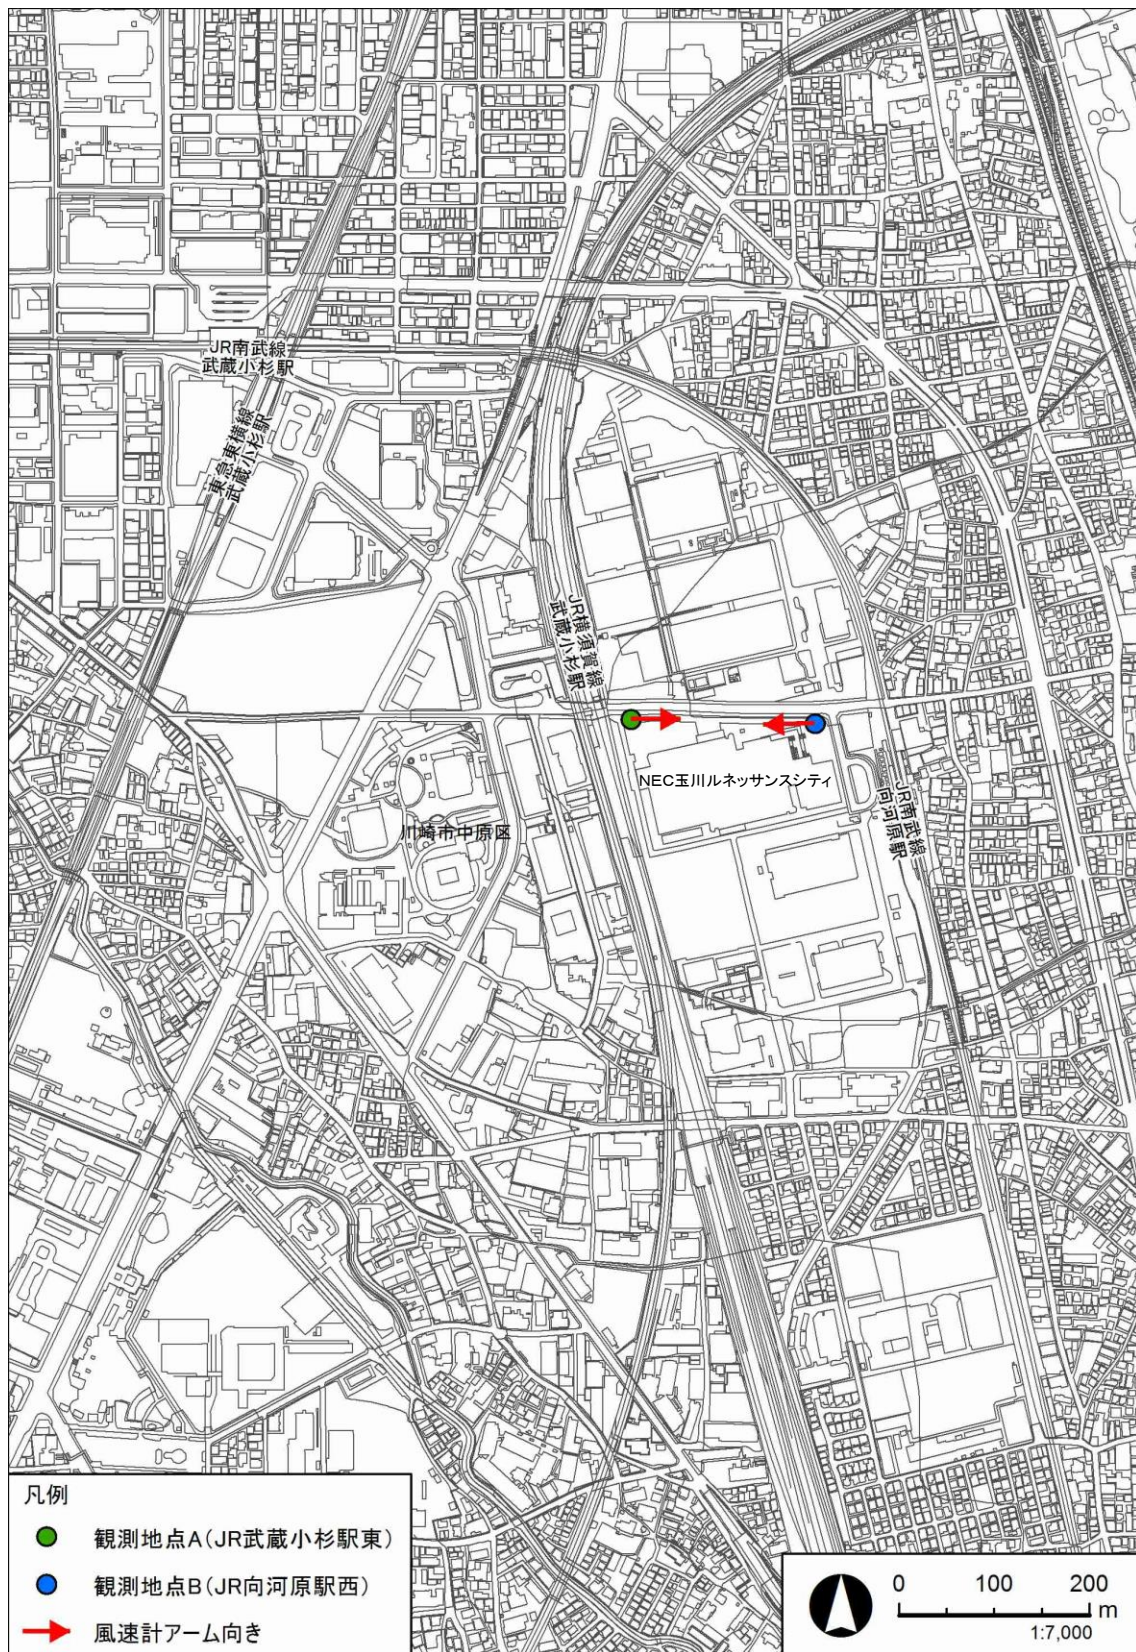 JR南武線
武蔵小杉駅
東急東横線
武蔵小杉駅
JR横須賀線
武蔵小杉駅
NEC玉川ルネッサンスシティ
JR南武線
向河原駅
川崎市中原区
凡例
観測地点A(JR武蔵小杉駅東)
観測地点B(JR向河原駅西)
風速計アーム向き
0 100 200
m
1:7,000